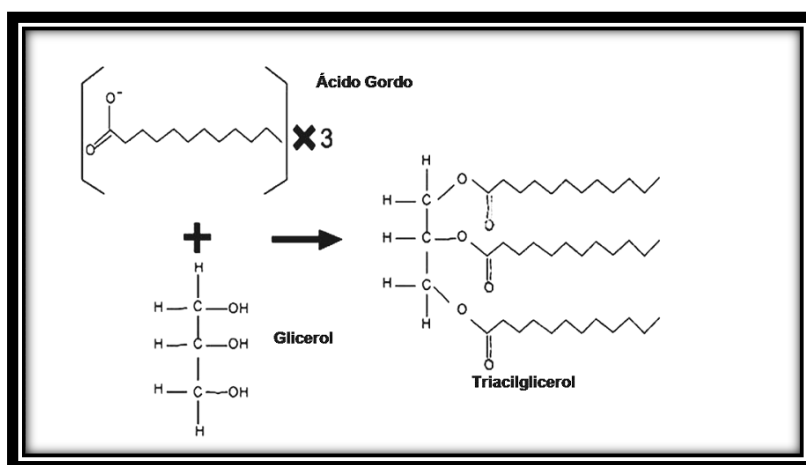 Ácido Gordo
O-
O
×3
+
H
H C OH
H C OH
H C OH
H
Glicerol
H
H C O
O
H C O
O
H C O
H
O
Triacilglicerol